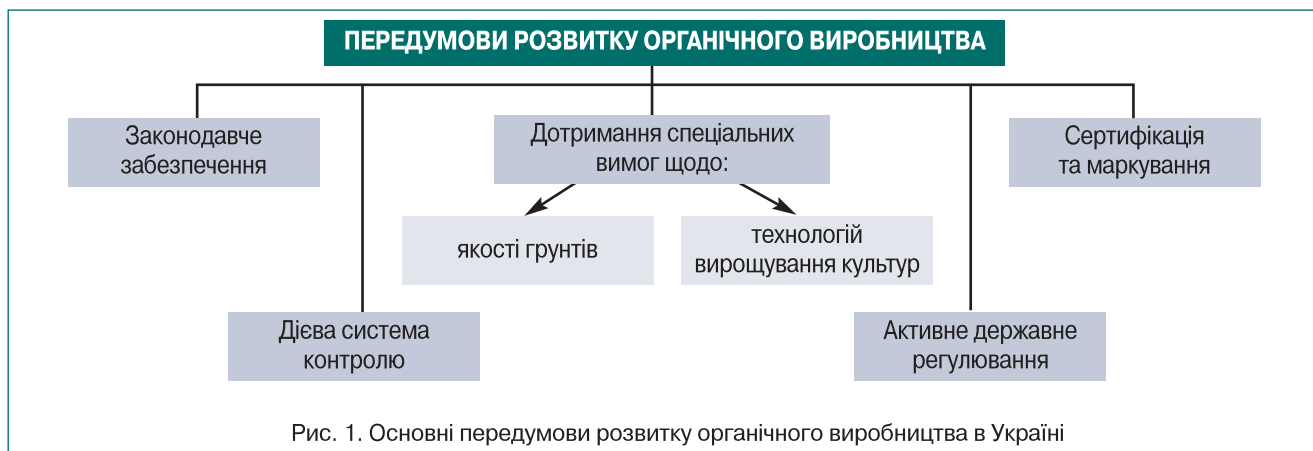 ПЕРЕДУМОВИ РОЗВИТКУ ОРГАНІЧНОГО ВИРОБНИЦТВА
Законодавче
забезпечення
Дотримання спеціальних
вимог щодо:
Сертифікація
та маркування
якості грунтів
технологій
вирощування культур
Дієва система
контролю
Активне державне
регулювання
Рис. 1. Основні передумови розвитку органічного виробництва в Україні